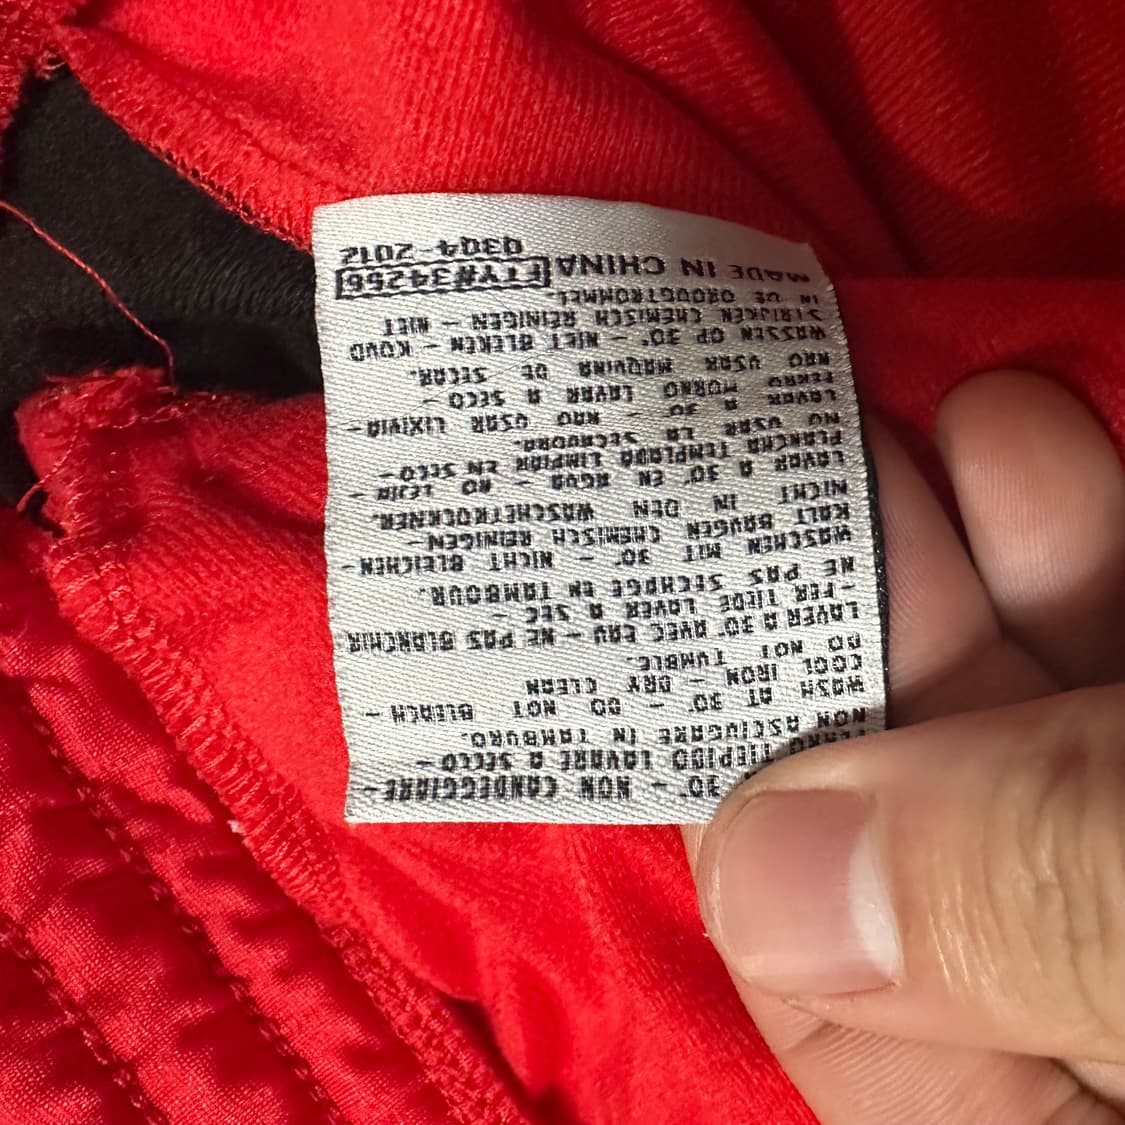 30° - NON CANDEGGIARE-
TIEPIDO LAVARE A SECCO -
NON ASCIUGARE IN TAMBURO.
WASH AT 30° - DO NOT BLEACH -
COOL IRON - DRY CLEAN
DO NOT TUMBLE.
LAVER A 30° AVEC EAU - NE PAS BLANCHIR
-FER TIEDE LAVER A SEC -
NE PAS SECHAGE EN TAMBOUR.
WASCHEN MIT 30° - NICHT BLEICHEN-
KALT BAUGEN CHEMISCH REINIGEN-
NICHT IN DEN WASCHETROCKNER.
LAVAR A 30° EN AGUA - NO LEJIA -
PLANCHA TEMPLADA LIMPIAR EN SECO-
NO USAR LA SECADORA.
LAVAR A 30 - NAO USAR LIXIVIA-
FERRO MORNO LAVAR A SECO -
NAO USAR MAQUINA DE SECAR.
WASSEN OP 30°. - NIET BLEKEN - KOUD
STRIJKEN CHEMISCH REINIGEN - NIET
IN DE DROOGTROMMEL.
MADE IN CHINA FTY#34266
Q3Q4-2012